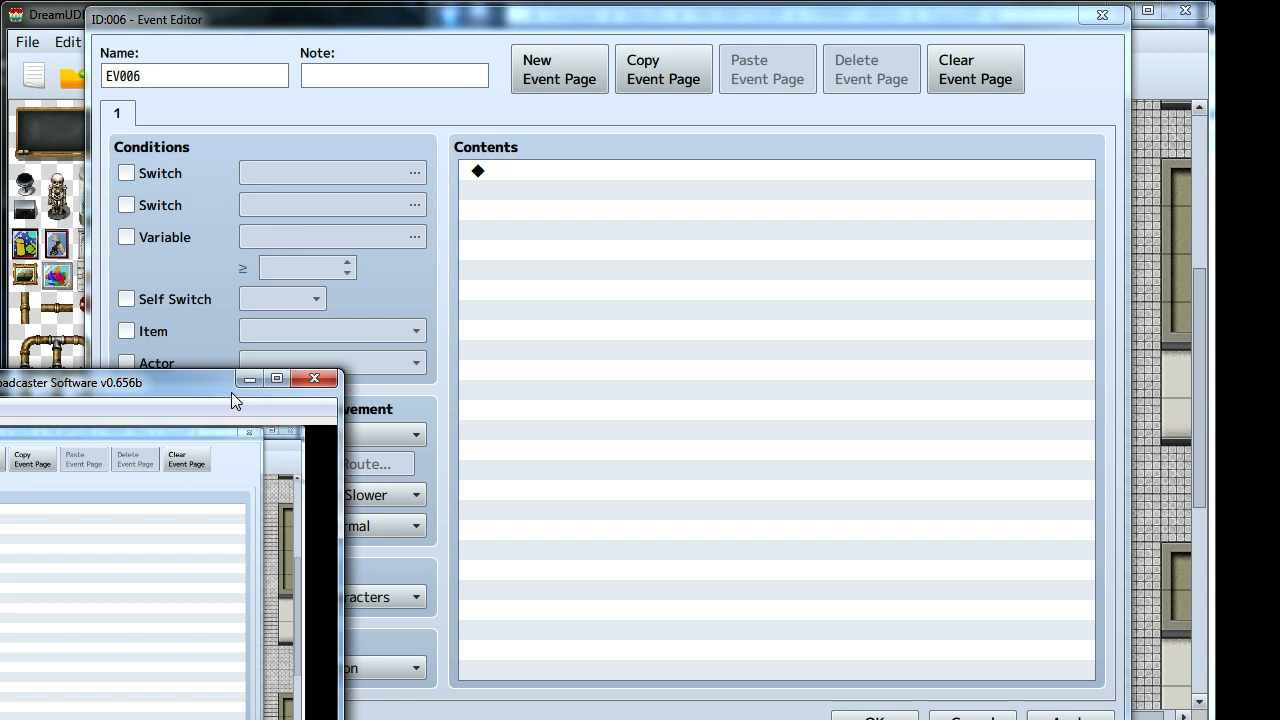 DreamUD
ID:006 - Event Editor
File Edit
Name: Note:
EV006
New Event Page
Copy Event Page
Paste Event Page
Delete Event Page
Clear Event Page
1
Conditions
Switch ...
Switch ...
Variable ...
≥
Self Switch
Item
Actor
Contents
◆
adcaster Software v0.656b
vement
Route...
Slower
rmal
racters
on
Copy Event Page
Paste Event Page
Delete Event Page
Clear Event Page